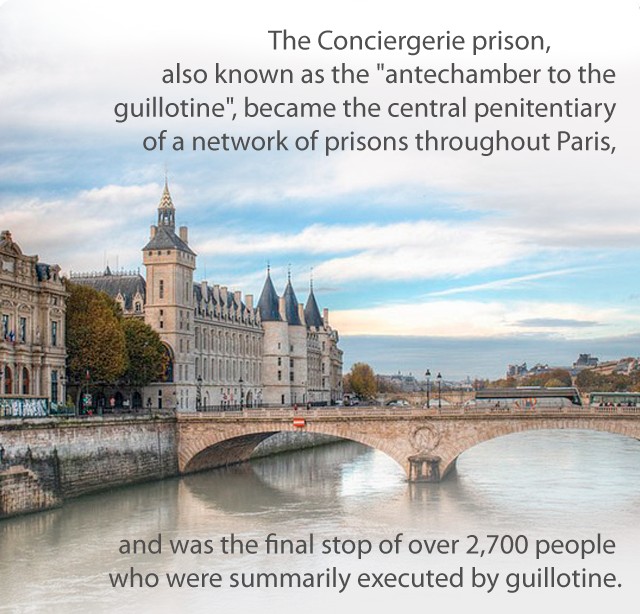 The Conciergerie prison,
also known as the "antechamber to the
guillotine", became the central penitentiary
of a network of prisons throughout Paris,
and was the final stop of over 2,700 people
who were summarily executed by guillotine.